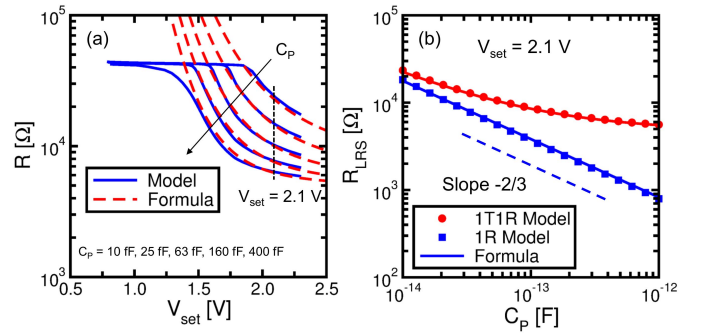 (a)
C_P
R [Ω]
10^5
10^4
10^3
Model
Formula
V_set = 2.1 V
C_P = 10 fF, 25 fF, 63 fF, 160 fF, 400 fF
0.5 1.0 1.5 2.0 2.5
V_set [V]
(b)
V_set = 2.1 V
R_LRS [Ω]
10^5
10^4
10^3
10^2
Slope -2/3
1T1R Model
1R Model
Formula
10^-14 10^-13 10^-12
C_P [F]